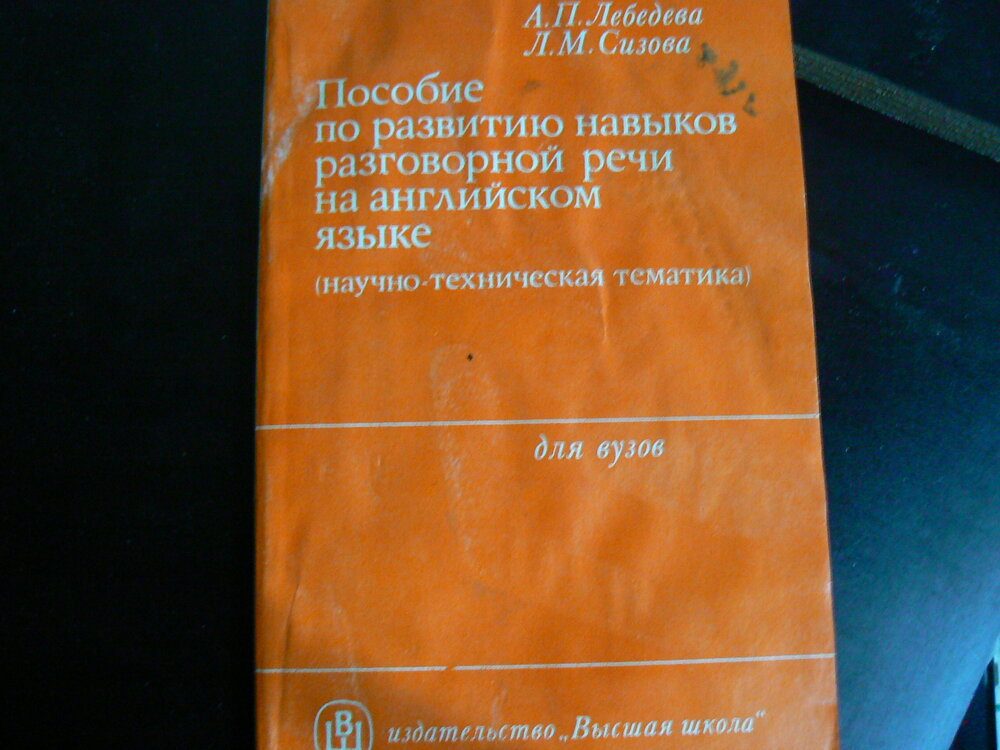 А.П.Лебедева
Л.М.Сизова
Пособие
по развитию навыков
разговорной речи
на английском
языке
(научно-техническая тематика)
для вузов
издательство „Высшая школа“